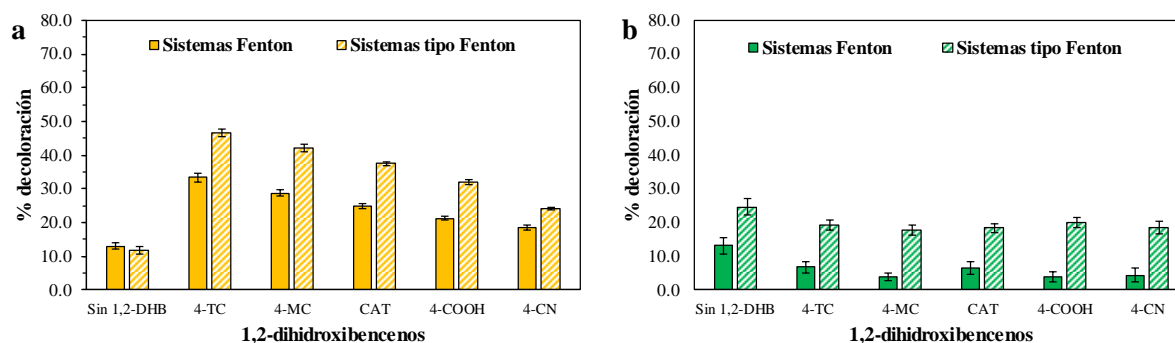 a
Sistemas Fenton
Sistemas tipo Fenton
% decoloración
80.0
70.0
60.0
50.0
40.0
30.0
20.0
10.0
0.0
Sin 1,2-DHB 4-TC 4-MC CAT 4-COOH 4-CN
1,2-dihidroxibencenos
b
Sistemas Fenton
Sistemas tipo Fenton
% decoloración
80.0
70.0
60.0
50.0
40.0
30.0
20.0
10.0
0.0
Sin 1,2-DHB 4-TC 4-MC CAT 4-COOH 4-CN
1,2-dihidroxibencenos